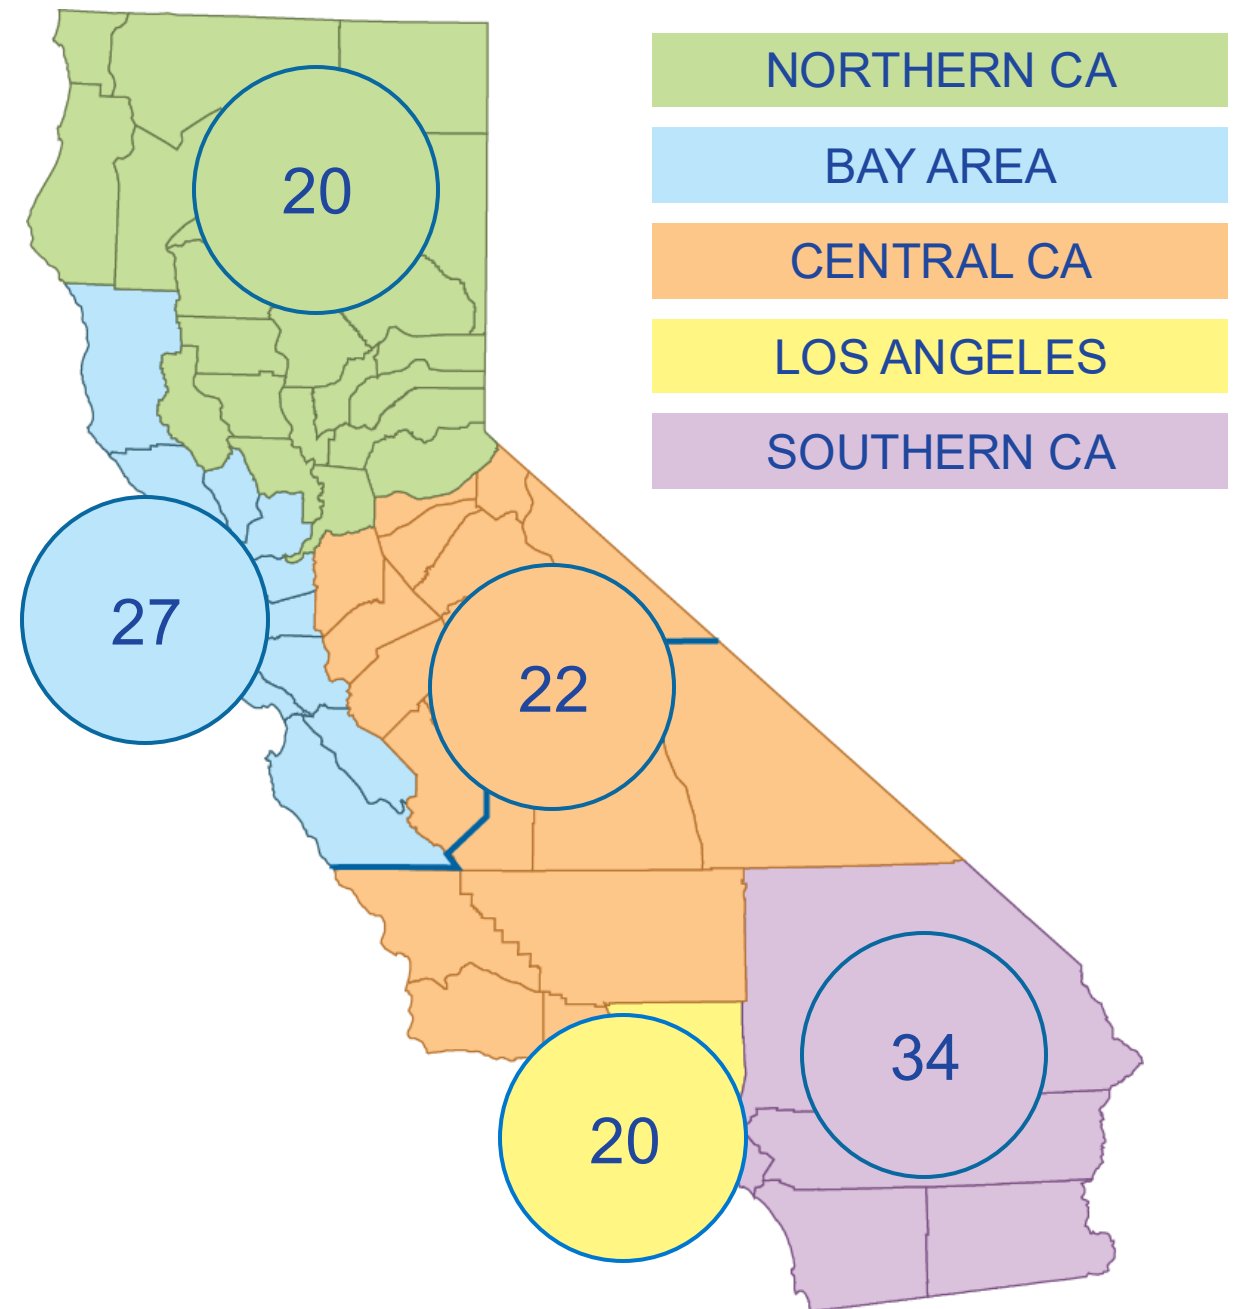 NORTHERN CA
BAY AREA
CENTRAL CA
LOS ANGELES
SOUTHERN CA
20
27
22
34
20